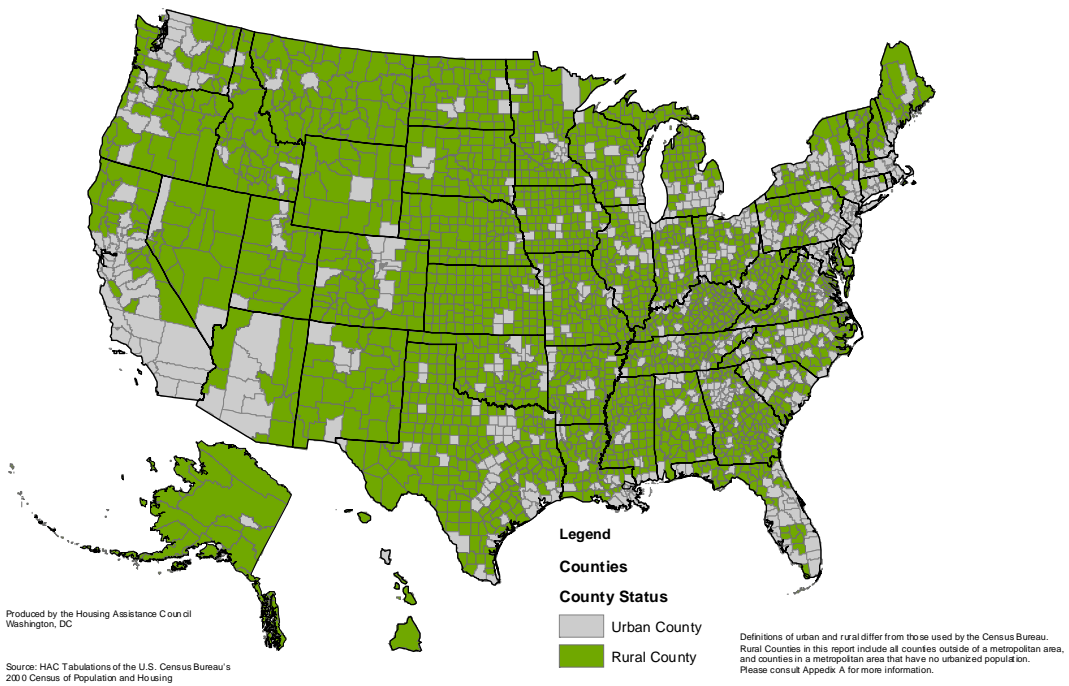 Legend
Counties
County Status
Urban County
Rural County
Produced by the Housing Assistance Council
Washington, DC
Source: HAC Tabulations of the U.S. Census Bureau's
2000 Census of Population and Housing
Definitions of urban and rural differ from those used by the Census Bureau.
Rural Counties in this report include all counties outside of a metropolitan area,
and counties in a metropolitan area that have no urbanized population.
Please consult Appedix A for more information.